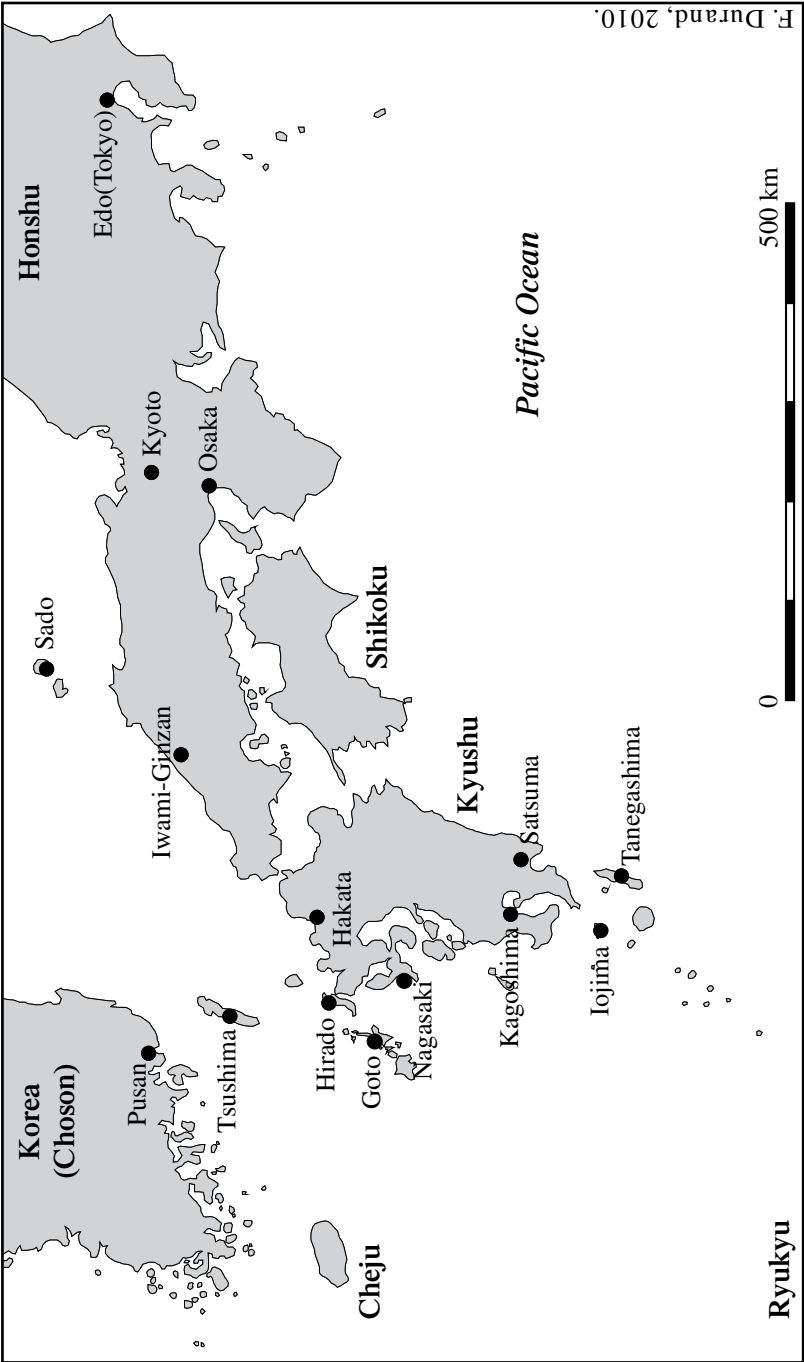 Korea
(Choson)
Pusan
Tsushima
Cheju
Ryukyu
Hirado
Goto
Nagasaki
Hakata
Kagoshima
Iojima
Satsuma
Tanegashima
Kyushu
Iwami-Ginzan
Sado
Shikoku
Kyoto
Osaka
Honshu
Edo(Tokyo)
Pacific Ocean
0
500 km
F. Durand, 2010.